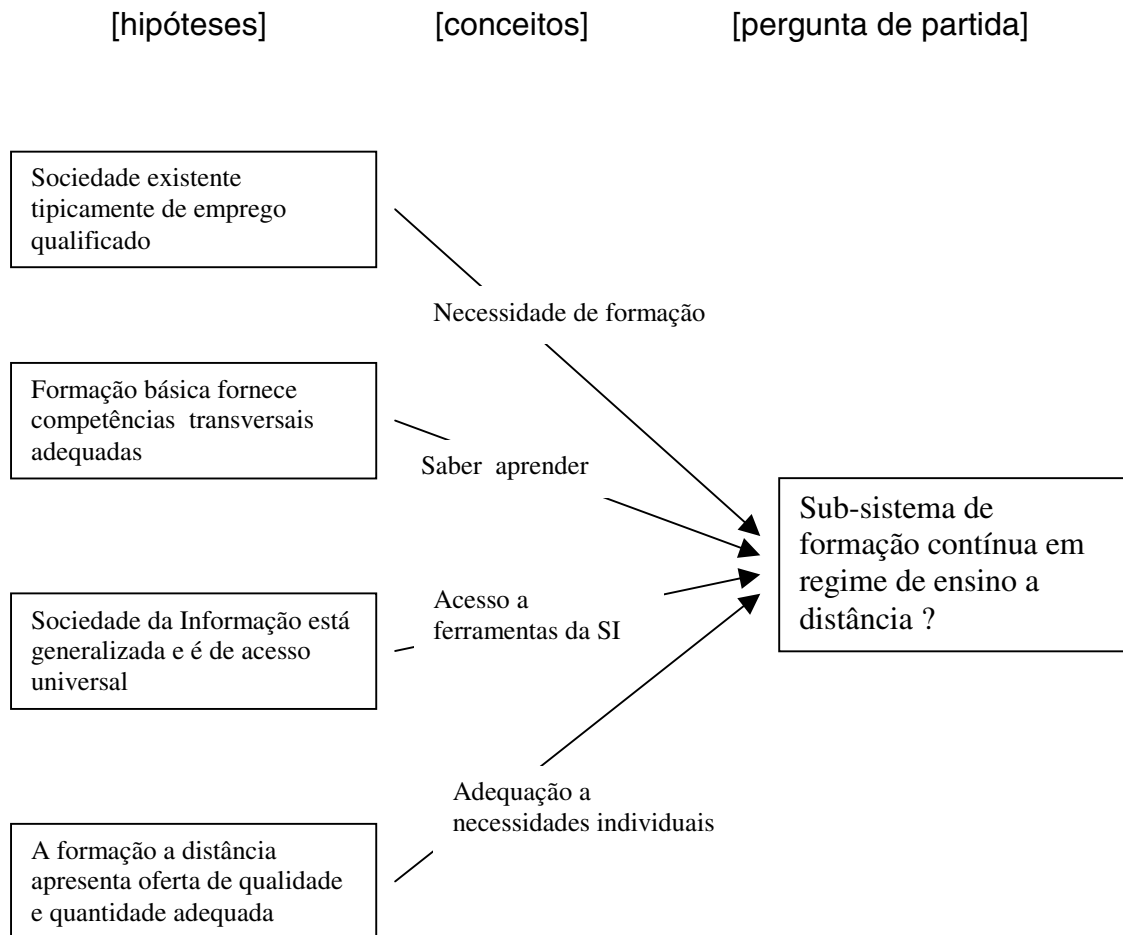 [hipóteses] [conceitos] [pergunta de partida]
Sociedade existente
tipicamente de emprego
qualificado
Necessidade de formação
Formação básica fornece
competências transversais
adequadas
Saber aprender
Sub-sistema de
formação contínua em
regime de ensino a
distância ?
Sociedade da Informação está
generalizada e é de acesso
universal
Acesso a
ferramentas da SI
Adequação a
necessidades individuais
A formação a distância
apresenta oferta de qualidade
e quantidade adequada